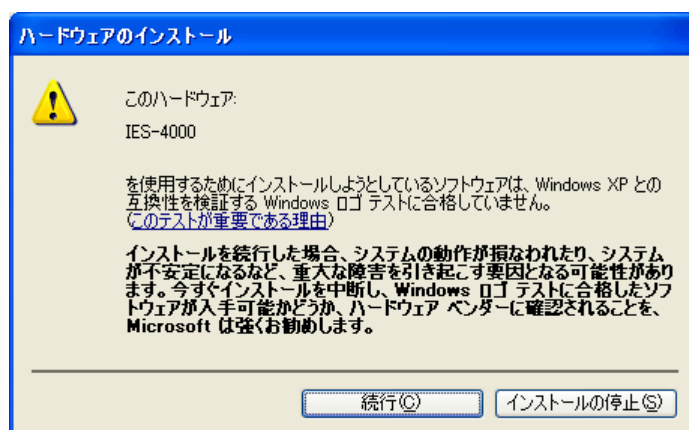 ハードウェアのインストール
このハードウェア:
IES-4000
を使用するためにインストールしようとしているソフトウェアは、Windows XP との
互換性を検証する Windows ロゴ テストに合格していません。
(このテストが重要である理由)
インストールを続行した場合、システムの動作が損なわれたり、システム
が不安定になるなど、重大な障害を引き起こす要因となる可能性があり
ます。今すぐインストールを中断し、Windows ロゴ テストに合格したソフ
トウェアが入手可能かどうか、ハードウェア ベンダーに確認されることを、
Microsoft は強くお勧めします。
続行(C) インストールの停止(S)